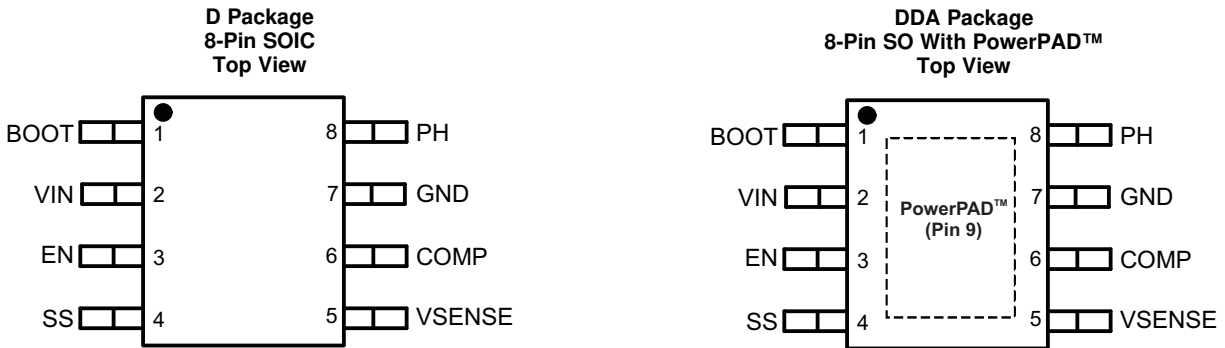 D Package
8-Pin SOIC
Top View
BOOT 1 8 PH
VIN 2 7 GND
EN 3 6 COMP
SS 4 5 VSENSE
DDA Package
8-Pin SO With PowerPAD™
Top View
BOOT 1 8 PH
VIN 2 7 GND
PowerPAD™
(Pin 9)
EN 3 6 COMP
SS 4 5 VSENSE